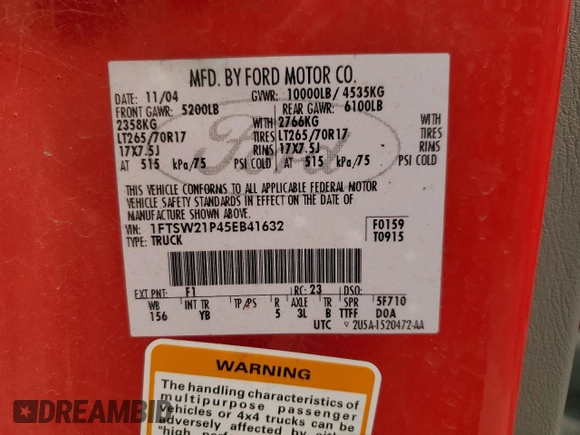 MFD. BY FORD MOTOR CO.
DATE: 11/04 GVWR: 10000LB/ 4535KG
FRONT GAWR: 5200LB REAR GAWR: 6100LB
2358KG WITH 2766KG WITH
LT265/70R17 TIRES LT265/70R17 TIRES
17X7.5J RIMS 17X7.5J RIMS
AT 515 kPa/75 PSI COLD AT 515 kPa/75 PSI COLD
Ford
THIS VEHICLE CONFORMS TO ALL APPLICABLE FEDERAL MOTOR
VEHICLE SAFETY STANDARDS IN EFFECT ON THE DATE OF
MANUFACTURE SHOWN ABOVE.
VIN: 1FTSW21P45EB41632 F0159
TYPE: TRUCK T0915
EXT PNT: F1 RC: 23 DSO:
WB INT TR TP/PS R AXLE TR SPR 5F710
156 YB 5 3L B TTFF DOA
UTC 2U5A-1520472-AA
WARNING
The handling characteristics of
multipurpose passenger
vehicles or 4x4 trucks can be
adversely affected by
DREAMBID